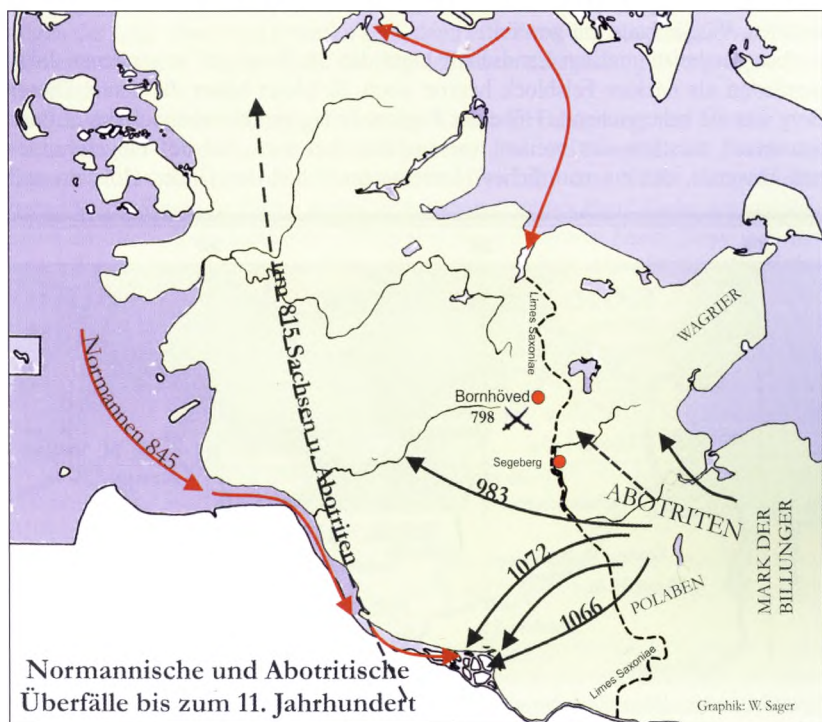 WAGRIER
Limes Saxoniae
um 815 Sachsen u. Abotriten
Normannen 845
Bornhöved
798
Segeberg
983
ABOTRITEN
MARK DER
BILLUNGER
1072
1066
POLABEN
Limes Saxoniae
Normannische und Abotritische
Überfälle bis zum 11. Jahrhundert
Graphik: W. Sager